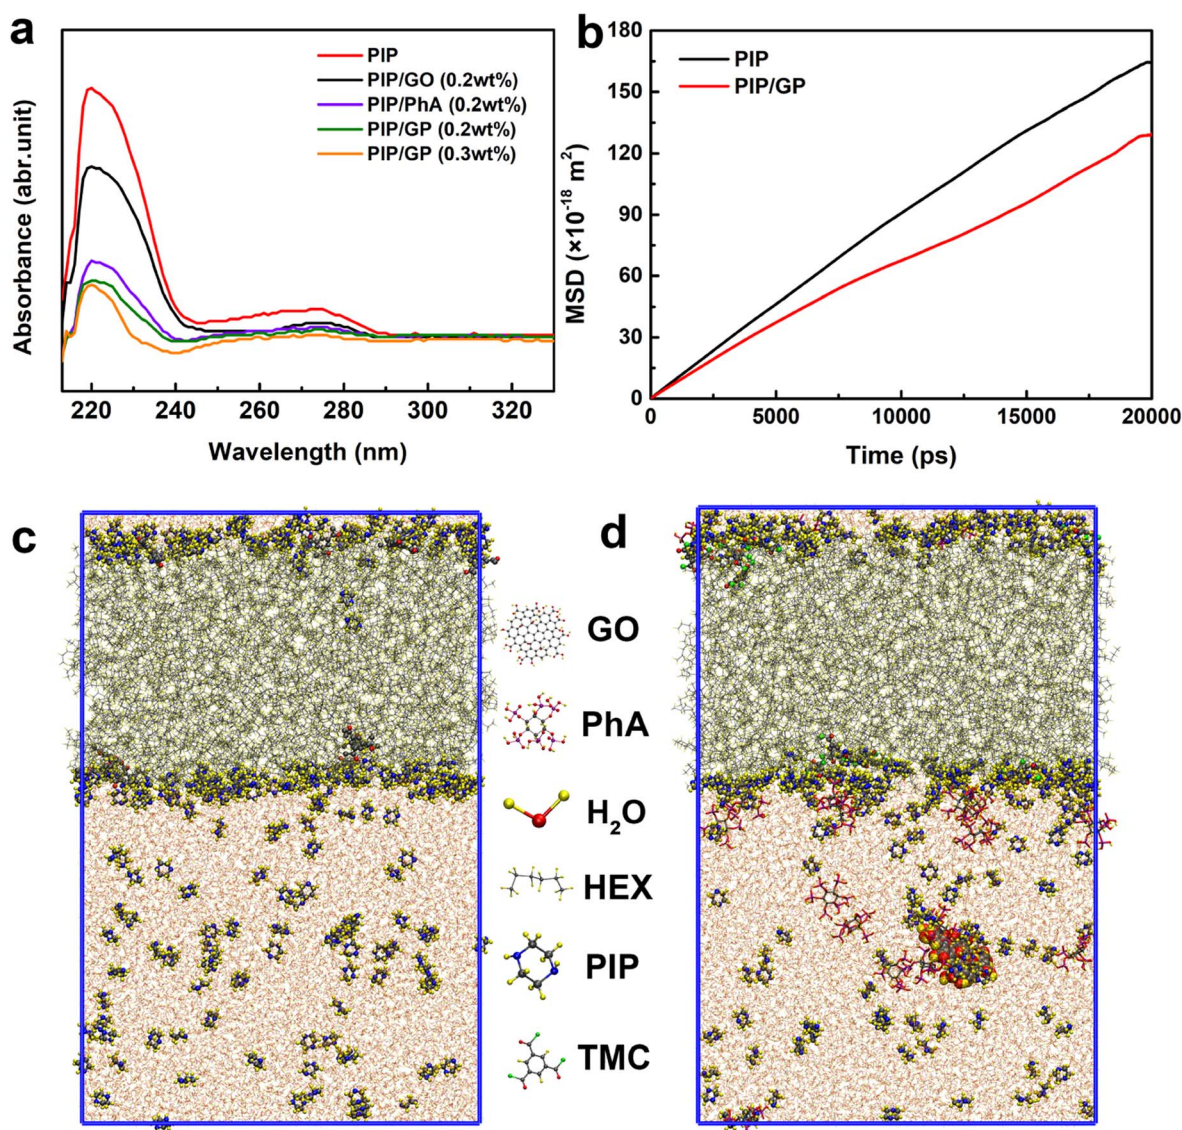 a
PIP
PIP/GO (0.2wt%)
PIP/PhA (0.2wt%)
PIP/GP (0.2wt%)
PIP/GP (0.3wt%)
Absorbance (abr.unit)
220 240 260 280 300 320
Wavelength (nm)
b
180
150
120
90
60
30
0
PIP
PIP/GP
MSD (×10⁻¹⁸ m²)
0 5000 10000 15000 20000
Time (ps)
c
d
GO
PhA
H₂O
HEX
PIP
TMC